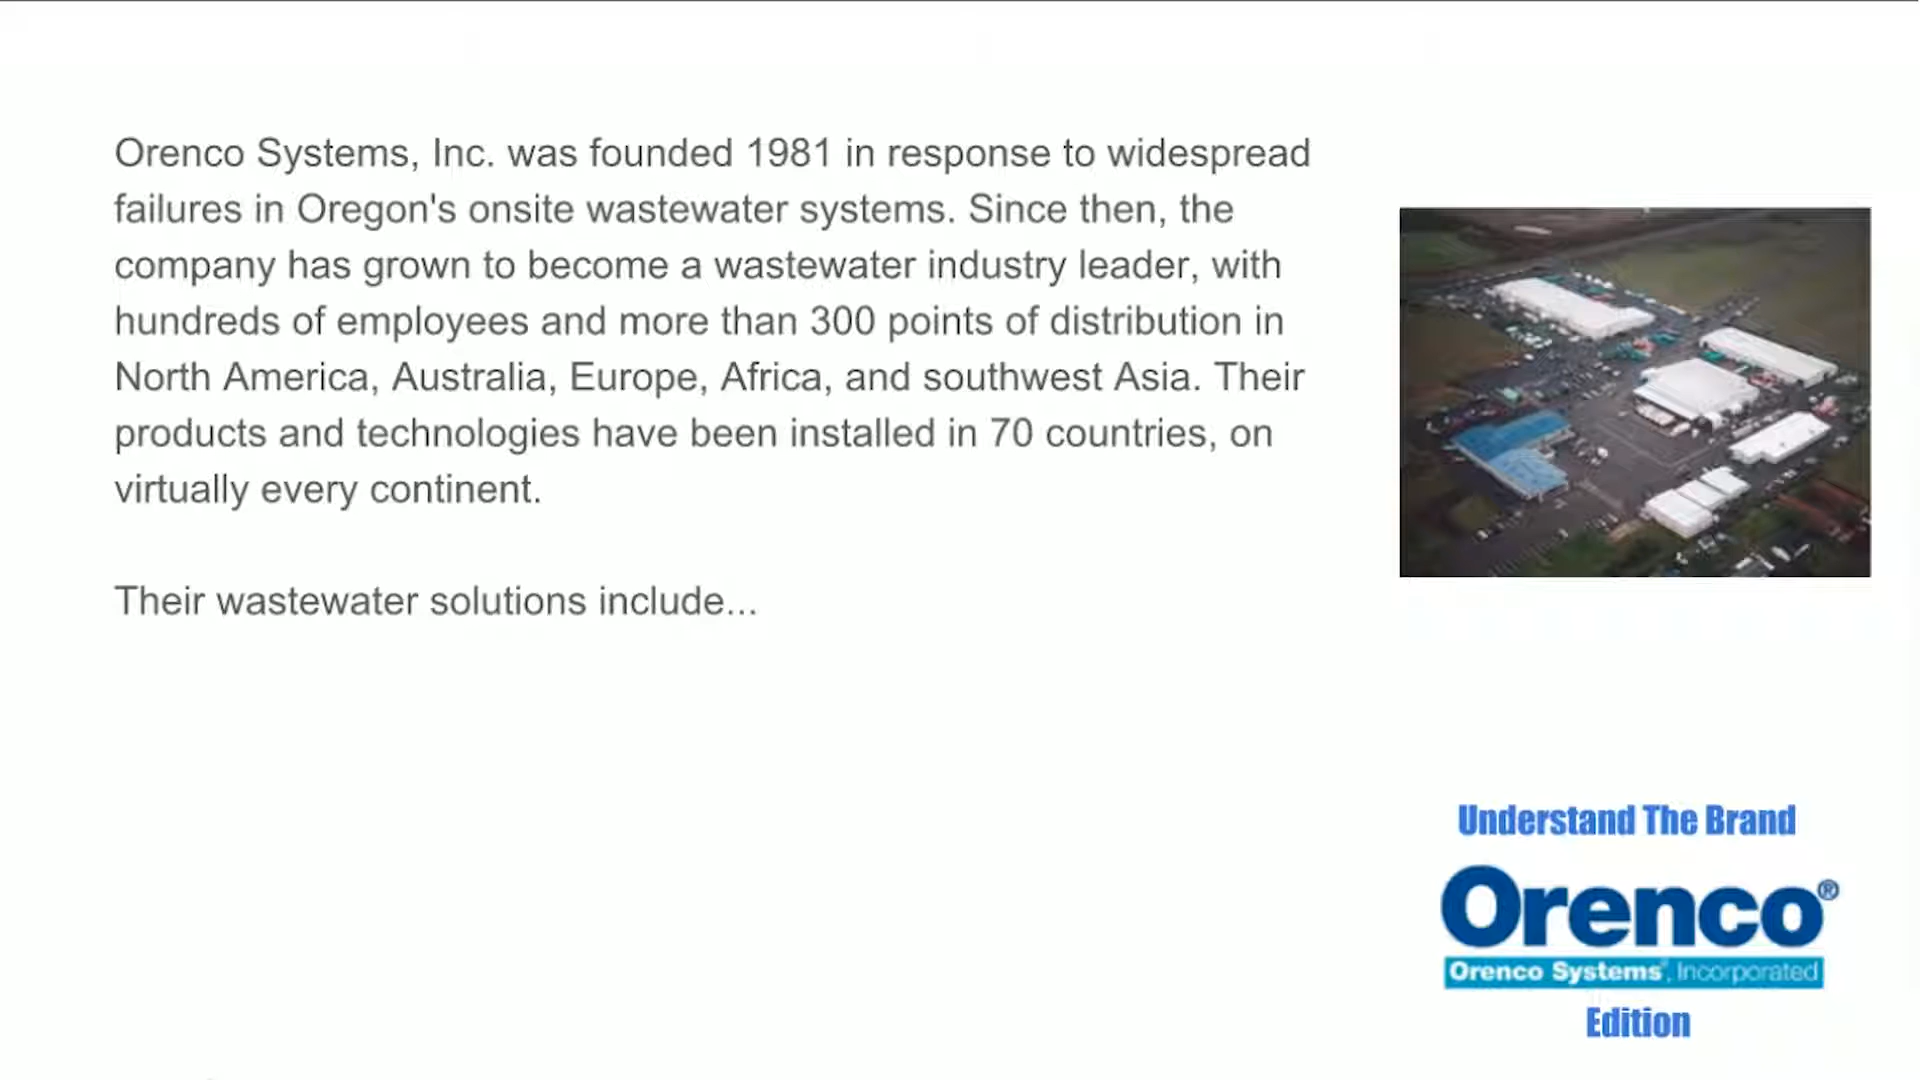 Orenco Systems, Inc. was founded 1981 in response to widespread
failures in Oregon's onsite wastewater systems. Since then, the
company has grown to become a wastewater industry leader, with
hundreds of employees and more than 300 points of distribution in
North America, Australia, Europe, Africa, and southwest Asia. Their
products and technologies have been installed in 70 countries, on
virtually every continent.
Their wastewater solutions include...
Understand The Brand
Orenco®
Orenco Systems®, Incorporated
Edition